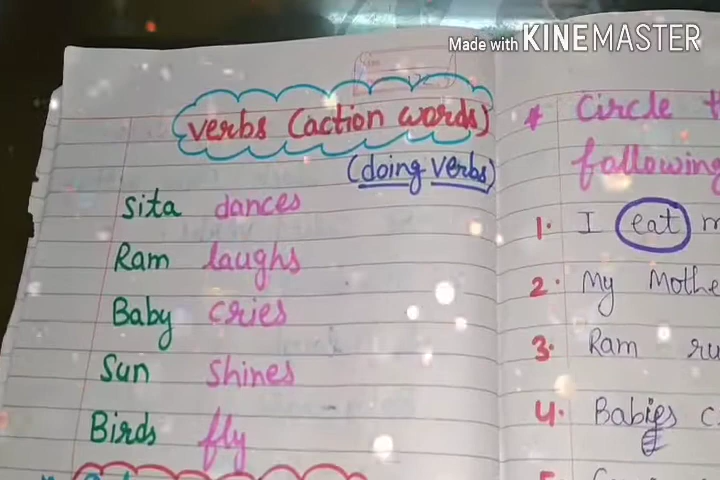 Made with KINEMASTER
verbs (action words)
(doing verbs)
Sita dances
Ram laughs
Baby cries
Sun shines
Birds fly
* Circle
following
1. I eat
2. My
3. Ram
4. Babies